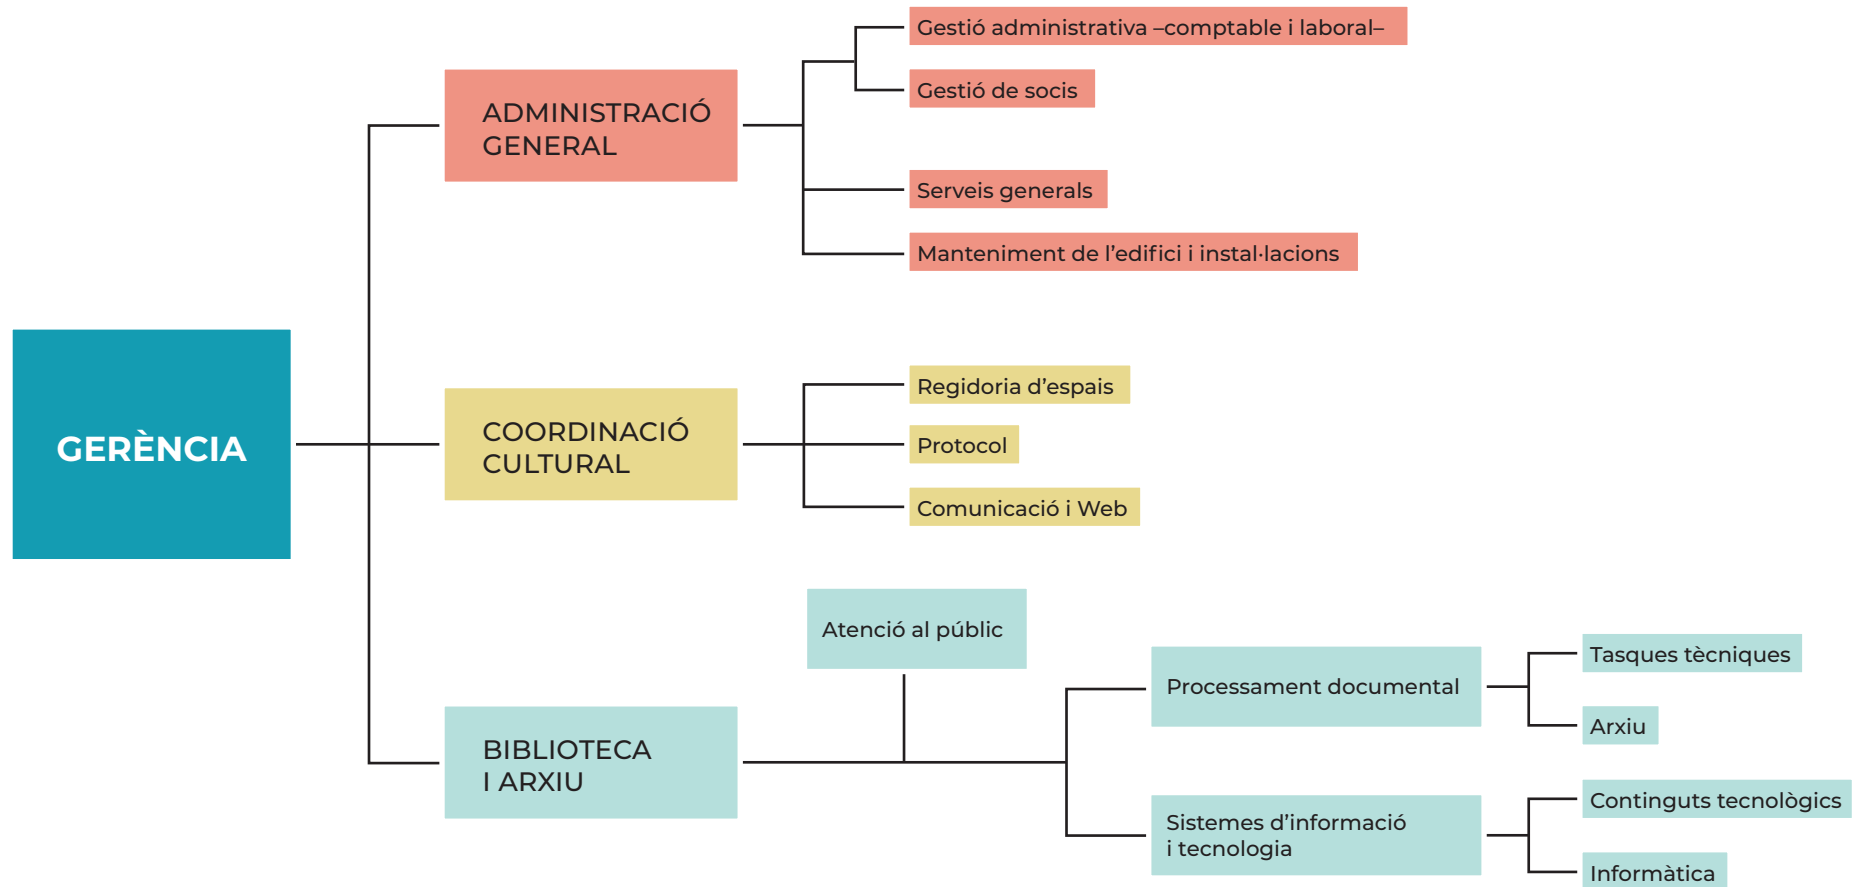 GERÈNCIA
ADMINISTRACIÓ
GENERAL
Gestió administrativa –comptable i laboral–
Gestió de socis
Serveis generals
Manteniment de l’edifici i instal·lacions
COORDINACIÓ
CULTURAL
Regidoria d’espais
Protocol
Comunicació i Web
BIBLIOTECA
I ARXIU
Atenció al públic
Processament documental
Tasques tècniques
Arxiu
Sistemes d’informació
i tecnologia
Continguts tecnològics
Informàtica